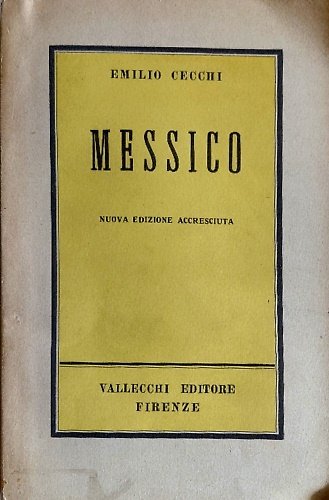 EMILIO CECCHI
MESSICO
NUOVA EDIZIONE ACCRESCIUTA
VALLECCHI EDITORE
FIRENZE